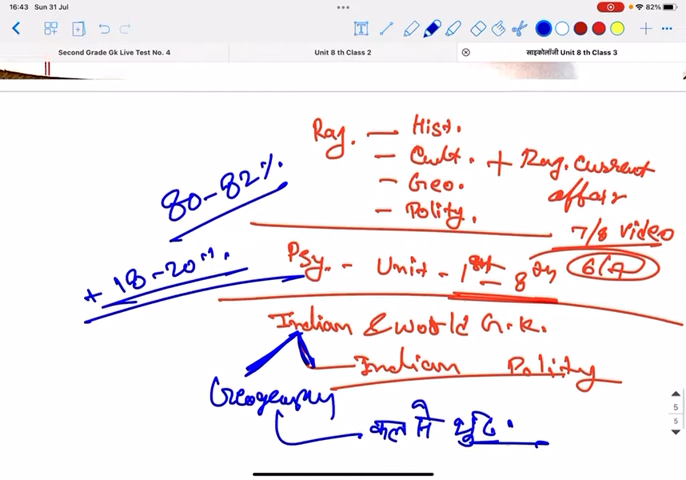 16:43 Sun 31 Jul
82%
Second Grade Gk Live Test No. 4
Unit 8 th Class 2
साइकोलॉजी Unit 8 th Class 3
Raj. — Hist.
— Cult. + Raj. Current affair
— Geo.
— Polity.
7/8 video
80-82%
Psy. - Unit - 1st - 8th
+ 18-20
Indian & world G.K.
Indian Polity
Geography
कल से
5
5